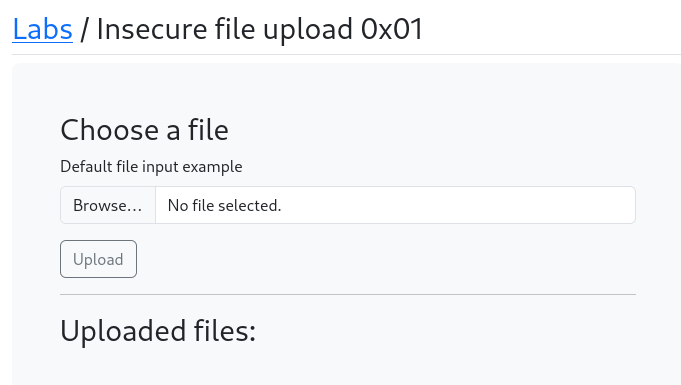 Labs / Insecure file upload 0x01
Choose a file
Default file input example
Browse... No file selected.
Upload
Uploaded files: